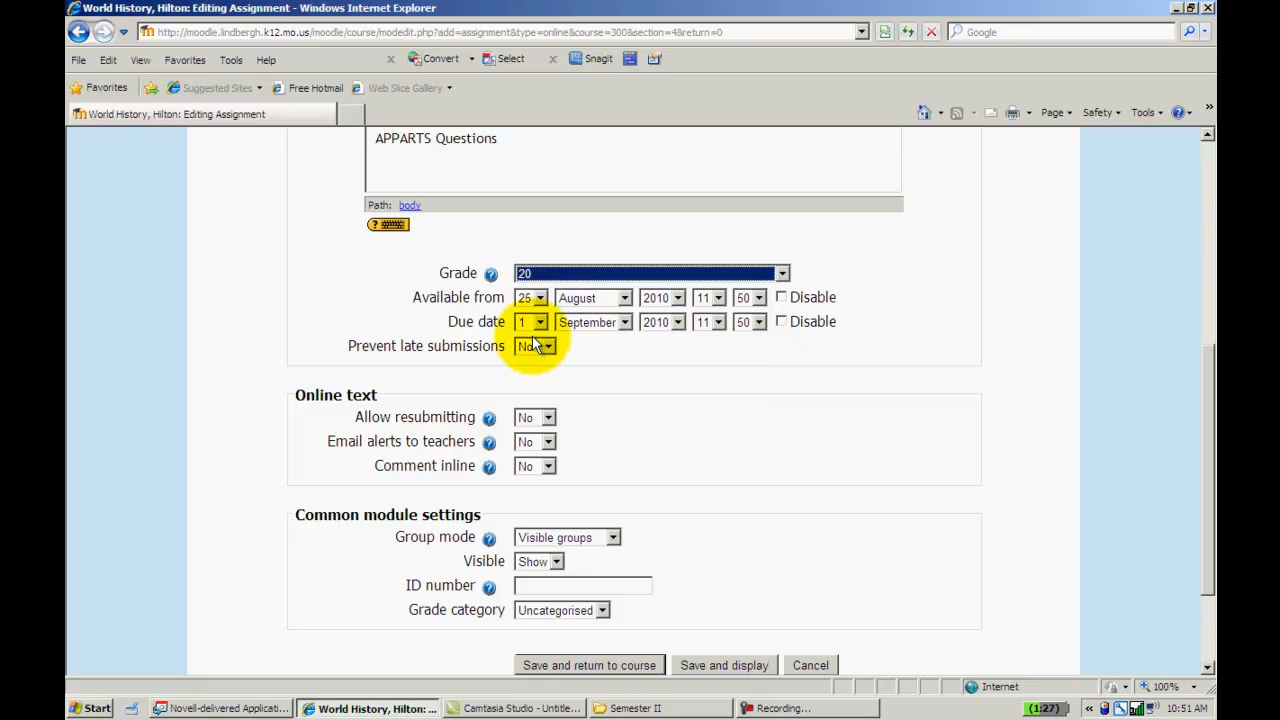 World History, Hilton: Editing Assignment - Windows Internet Explorer
http://moodle.lindbergh.k12.mo.us/moodle/course/modedit.php?add=assignment&type=online&course=300&section=4&return=0
Google
File Edit View Favorites Tools Help
x Convert Select x Snagit
Favorites Suggested Sites Free Hotmail Web Slice Gallery
World History, Hilton: Editing Assignment
Page Safety Tools
APPARTS Questions
Path: body
?
Grade ? 20
Available from 25 August 2010 11 50 Disable
Due date 1 September 2010 11 50 Disable
Prevent late submissions No
Online text
Allow resubmitting ? No
Email alerts to teachers ? No
Comment inline ? No
Common module settings
Group mode ? Visible groups
Visible Show
ID number ?
Grade category Uncategorised
Save and return to course Save and display Cancel
Internet 100%
Start Novell-delivered Applicati... World History, Hilton: ... Camtasia Studio - Untitle... Semester II Recording... (1:27) 10:51 AM